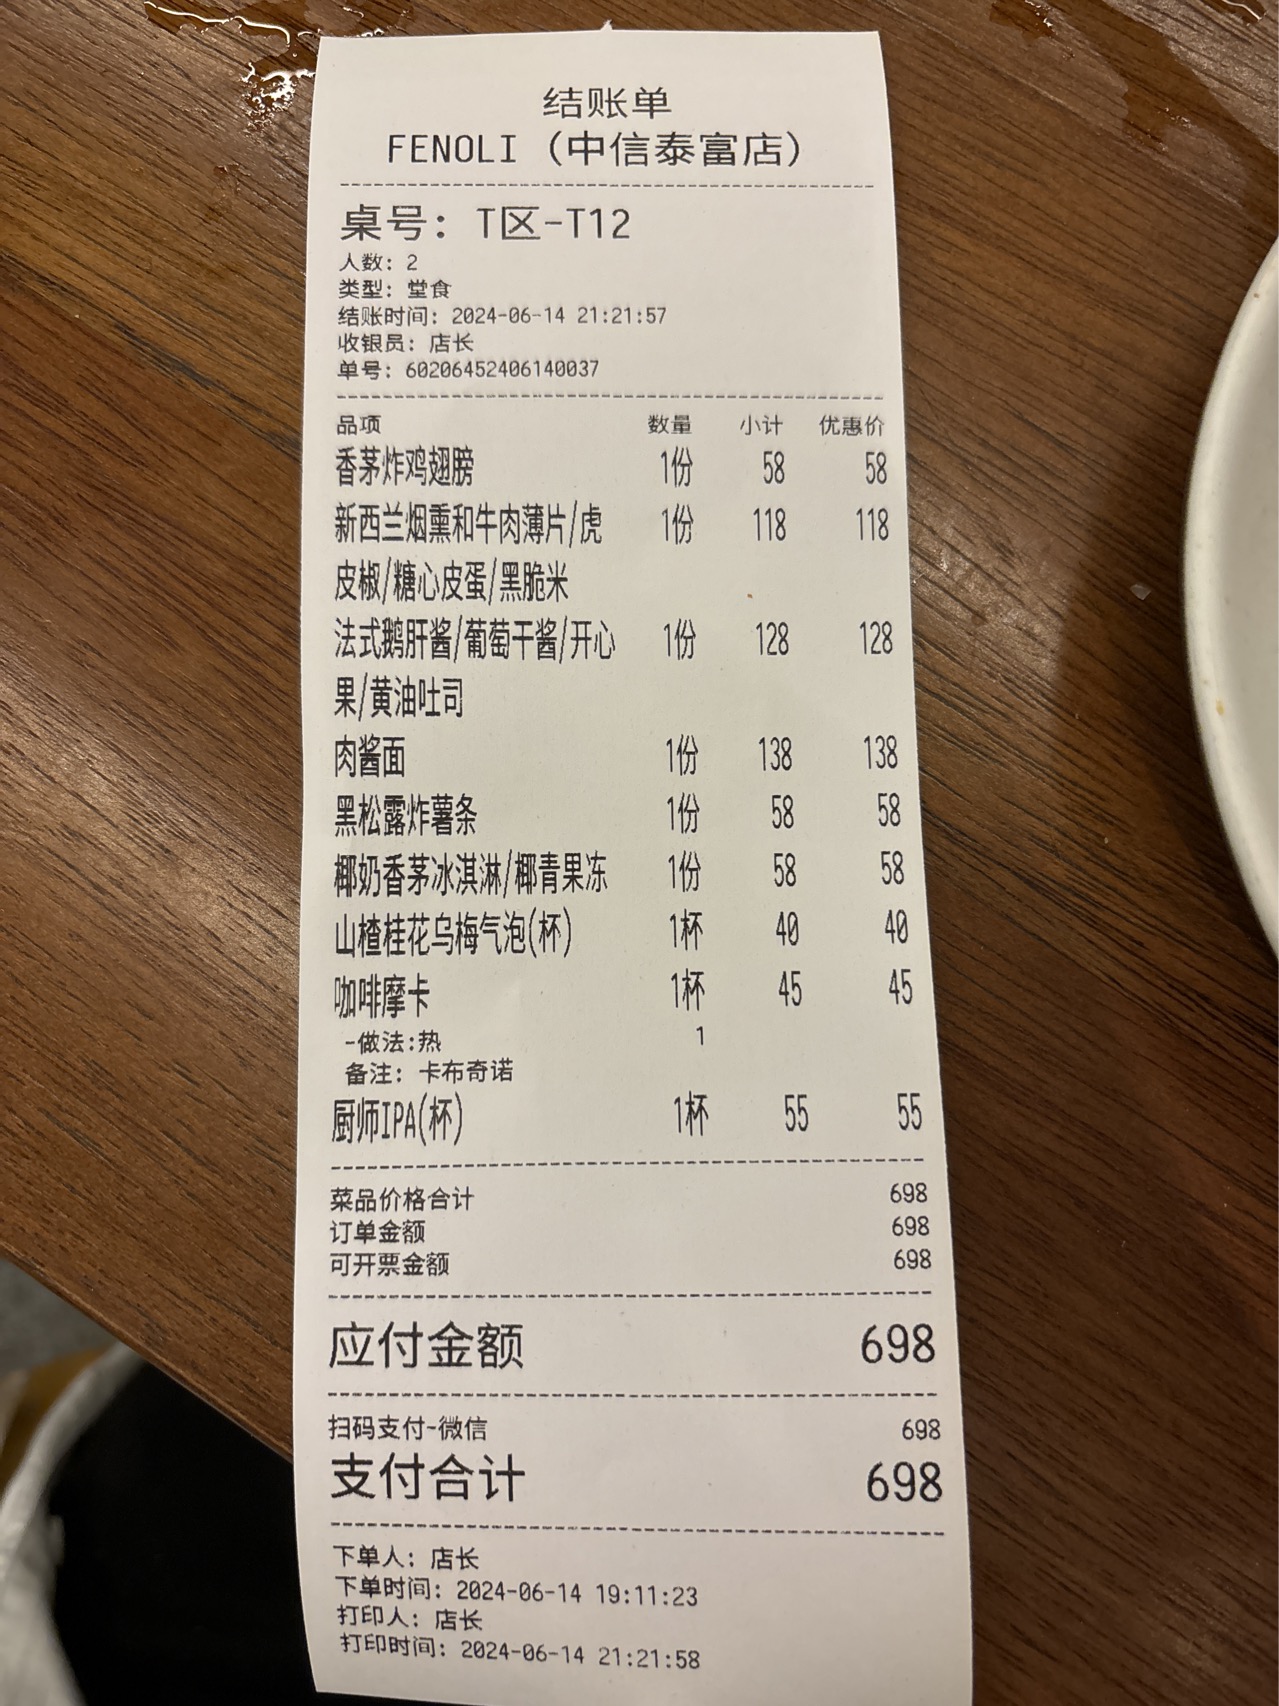 结账单
FENOLI（中信泰富店）
桌号：T区-T12
人数：2
类型：堂食
结账时间：2024-06-14 21:21:57
收银员：店长
单号：602064524061400​37
品项 数量 小计 优惠价
香茅炸鸡翅膀 1份 58 58
新西兰烟熏和牛肉薄片/虎 1份 118 118
皮椒/糖心皮蛋/黑脆米
法式鹅肝酱/葡萄干酱/开心 1份 128 128
果/黄油吐司
肉酱面 1份 138 138
黑松露炸薯条 1份 58 58
椰奶香茅冰淇淋/椰青果冻 1份 58 58
山楂桂花乌梅气泡(杯) 1杯 40 40
咖啡摩卡 1杯 45 45
-做法:热 1
备注：卡布奇诺
厨师IPA(杯) 1杯 55 55
菜品价格合计 698
订单金额 698
可开票金额 698
应付金额 698
扫码支付-微信 698
支付合计 698
下单人：店长
下单时间：2024-06-14 19:11:23
打印人：店长
打印时间：2024-06-14 21:21:58